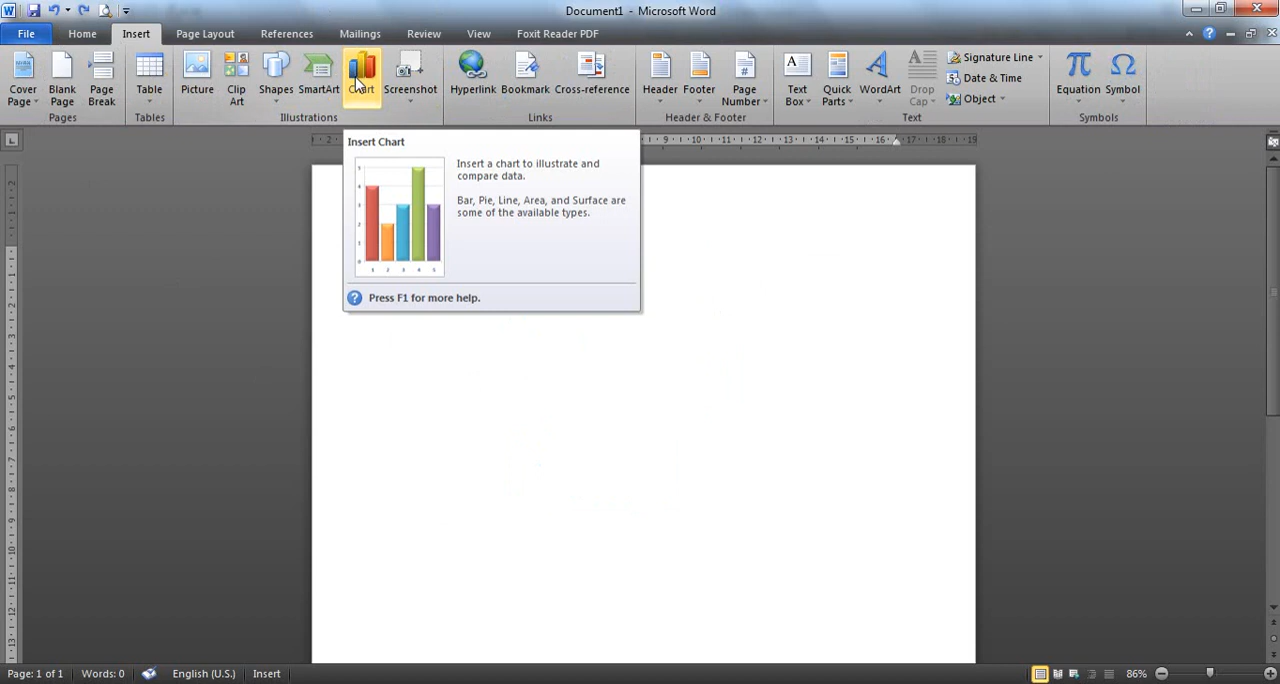 Document1 - Microsoft Word
File Home Insert Page Layout References Mailings Review View Foxit Reader PDF
Cover Page
Blank Page
Page Break
Table
Picture
Clip Art
Shapes
SmartArt
Chart
Screenshot
Hyperlink
Bookmark
Cross-reference
Header
Footer
Page Number
Text Box
Quick Parts
WordArt
Drop Cap
Signature Line
Date & Time
Object
Equation
Symbol
Pages Tables Illustrations Links Header & Footer Text Symbols
Insert Chart
Insert a chart to illustrate and
compare data.
Bar, Pie, Line, Area, and Surface are
some of the available types.
Press F1 for more help.
Page: 1 of 1 Words: 0 English (U.S.) Insert 86%